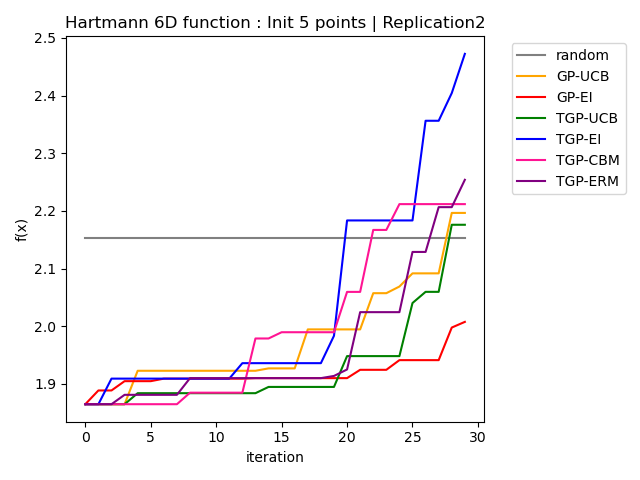 Hartmann 6D function : Init 5 points | Replication2
2.5
2.4
2.3
2.2
2.1
2.0
1.9
f(x)
0 5 10 15 20 25 30
iteration
random
GP-UCB
GP-EI
TGP-UCB
TGP-EI
TGP-CBM
TGP-ERM